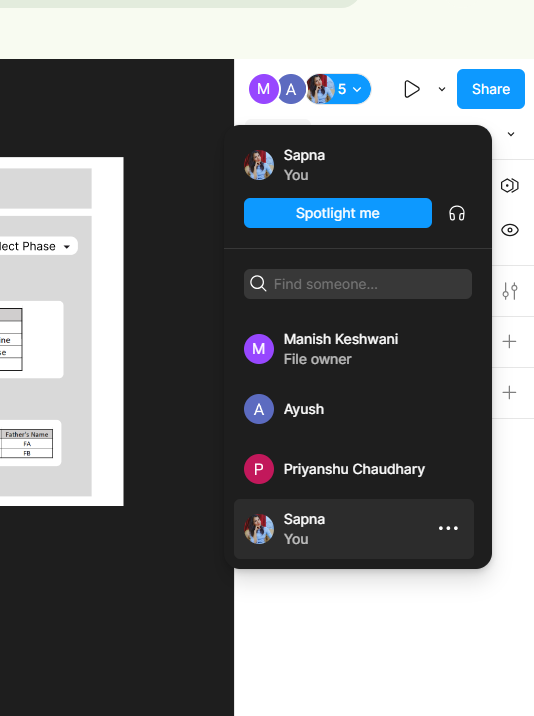 M A 5
Share
Sapna
You
Spotlight me
lect Phase
Find someone...
M
Manish Keshwani
File owner
ine
se
A
Ayush
Father's Name
FA
FB
P
Priyanshu Chaudhary
Sapna
You